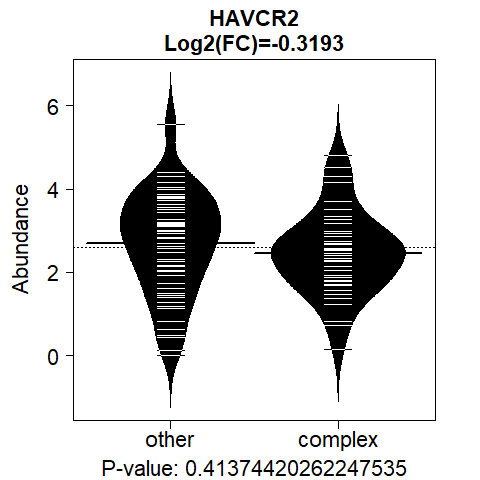 HAVCR2
Log2(FC)=-0.3193
Abundance
6
4
2
0
other complex
P-value: 0.41374420262247535